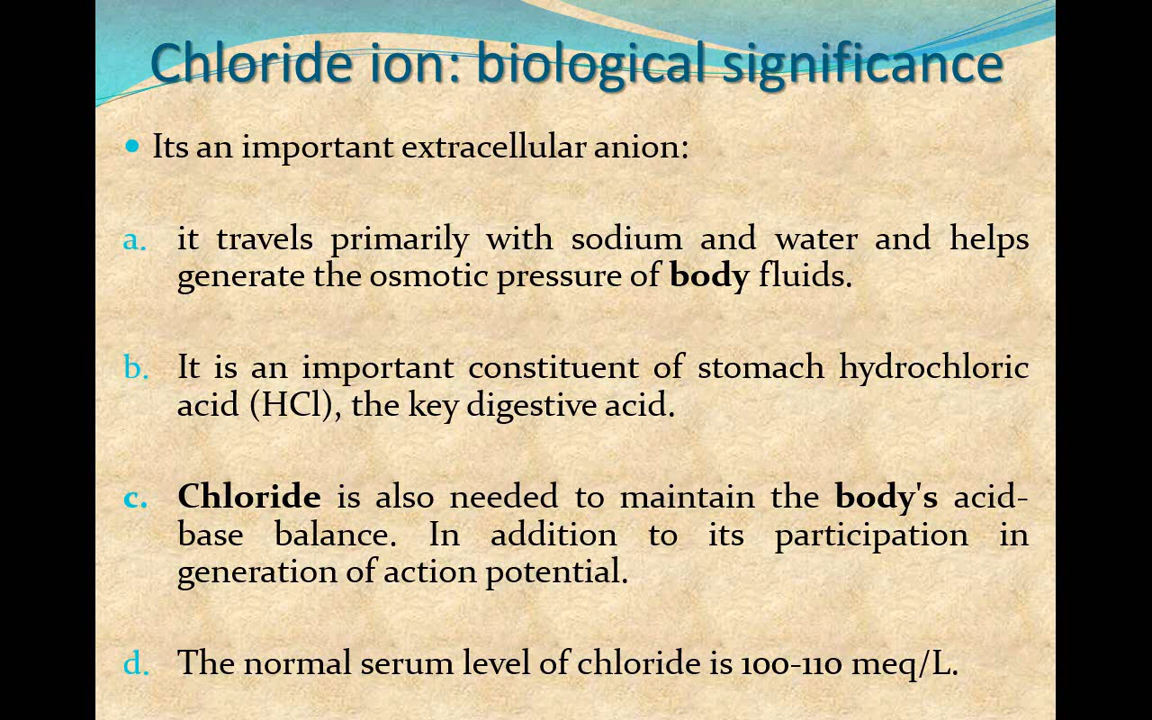 Chloride ion: biological significance
• Its an important extracellular anion:
a. it travels primarily with sodium and water and helps
generate the osmotic pressure of body fluids.
b. It is an important constituent of stomach hydrochloric
acid (HCl), the key digestive acid.
c. Chloride is also needed to maintain the body's acid-
base balance. In addition to its participation in
generation of action potential.
d. The normal serum level of chloride is 100-110 meq/L.